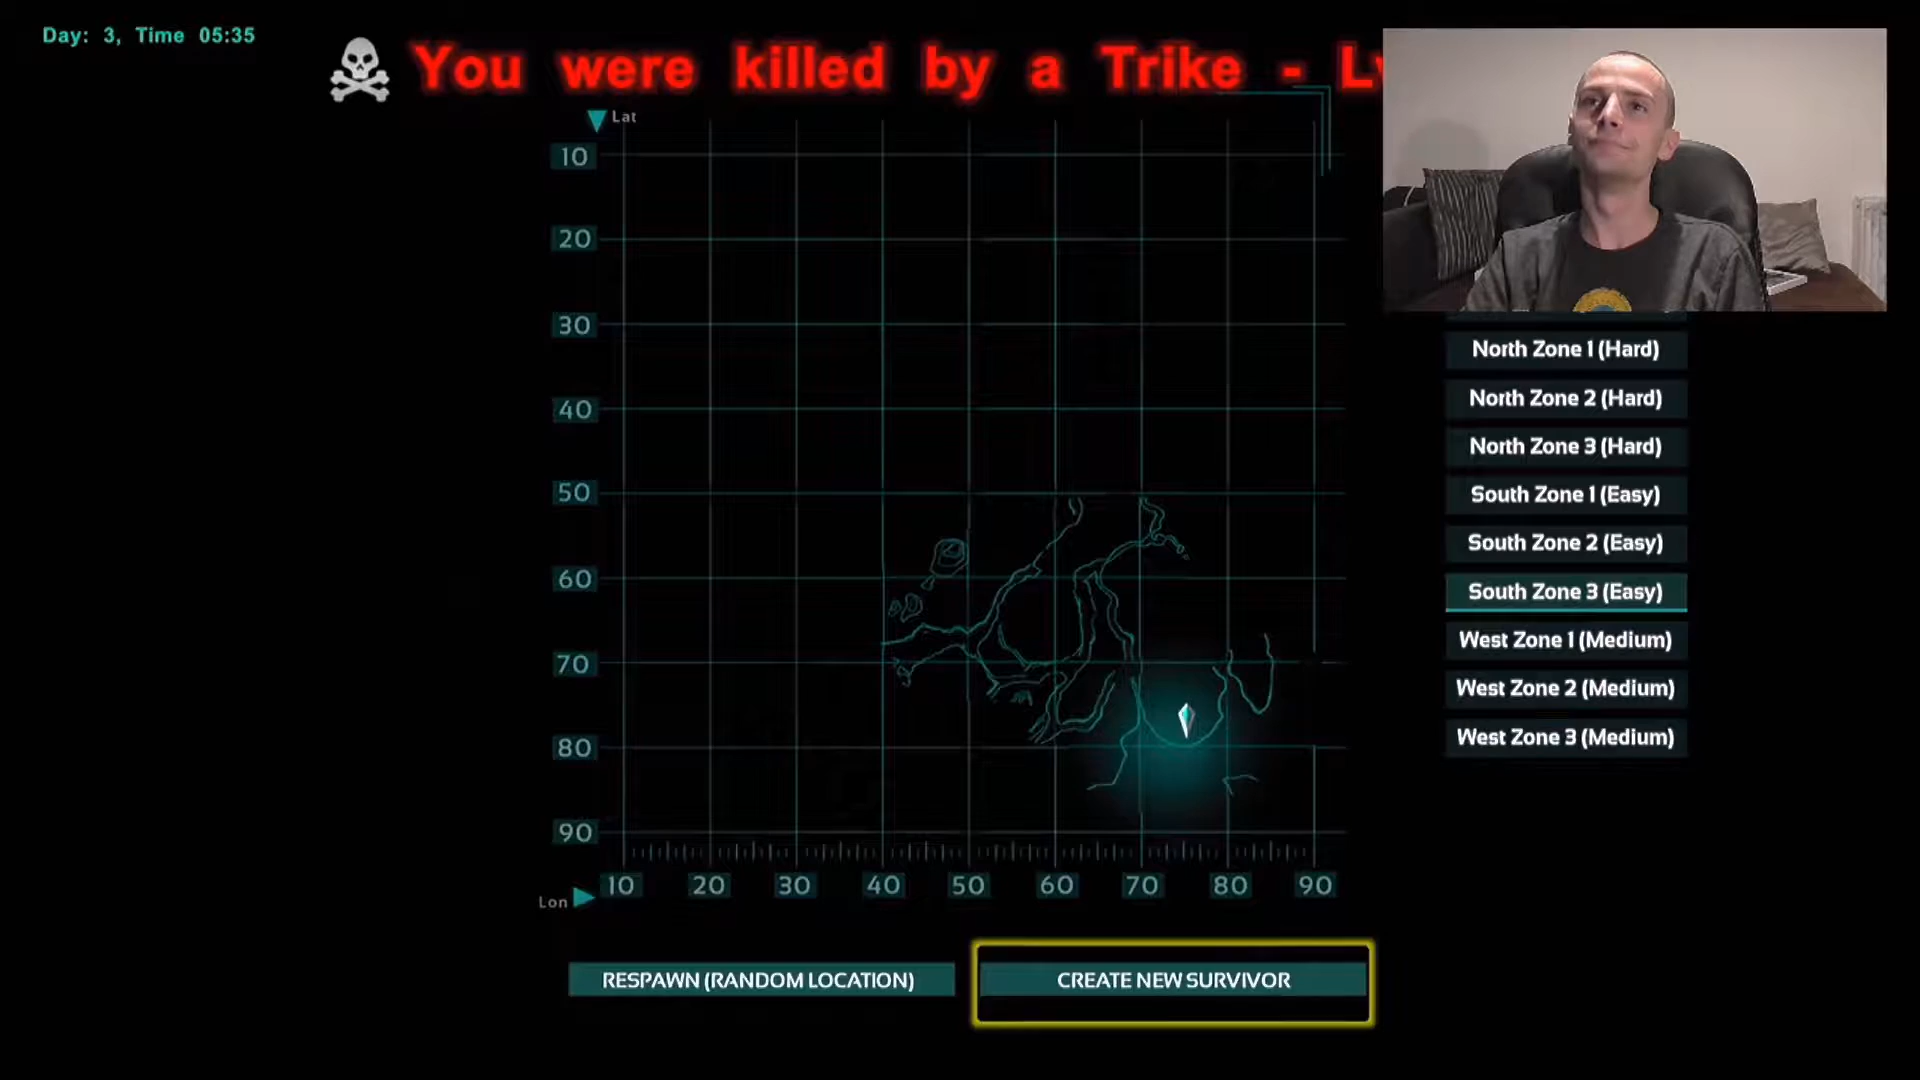 Day: 3, Time 05:35
You were killed by a Trike -
Lat
10
20
30
40
50
60
70
80
90
Lon
10 20 30 40 50 60 70 80 90
North Zone 1 (Hard)
North Zone 2 (Hard)
North Zone 3 (Hard)
South Zone 1 (Easy)
South Zone 2 (Easy)
South Zone 3 (Easy)
West Zone 1 (Medium)
West Zone 2 (Medium)
West Zone 3 (Medium)
RESPAWN (RANDOM LOCATION)
CREATE NEW SURVIVOR